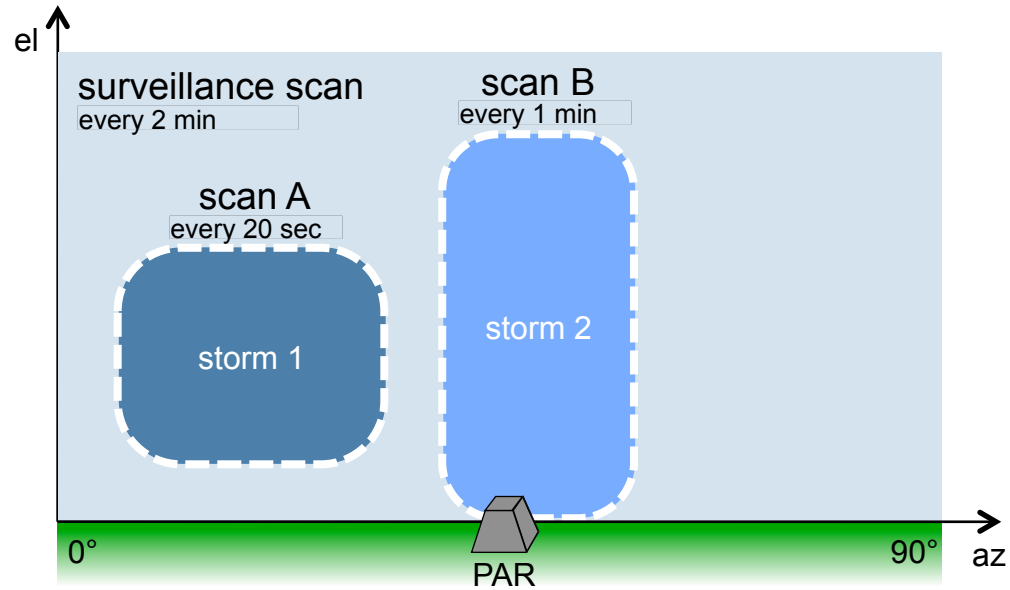 el
surveillance scan
every 2 min
scan B
every 1 min
scan A
every 20 sec
storm 2
storm 1
0°
90°
az
PAR